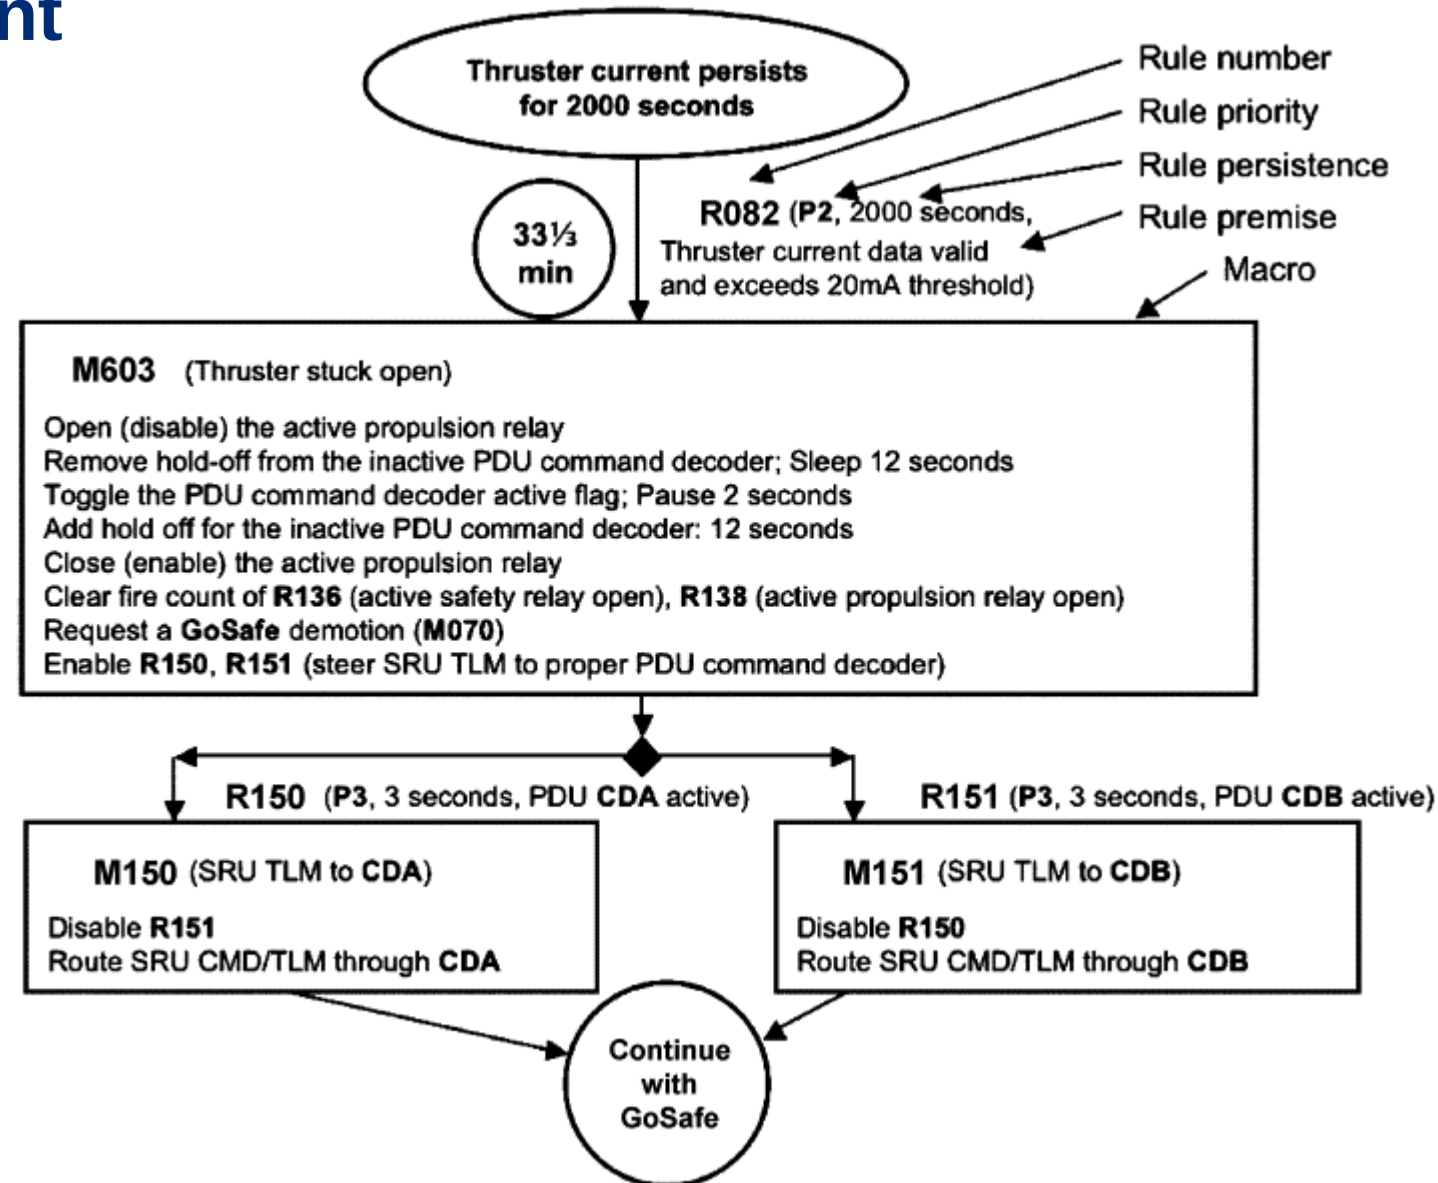 nt
Thruster current persists
for 2000 seconds
Rule number
Rule priority
Rule persistence
Rule premise
Macro
33⅓
min
R082 (P2, 2000 seconds,
Thruster current data valid
and exceeds 20mA threshold)
M603 (Thruster stuck open)
Open (disable) the active propulsion relay
Remove hold-off from the inactive PDU command decoder; Sleep 12 seconds
Toggle the PDU command decoder active flag; Pause 2 seconds
Add hold off for the inactive PDU command decoder: 12 seconds
Close (enable) the active propulsion relay
Clear fire count of R136 (active safety relay open), R138 (active propulsion relay open)
Request a GoSafe demotion (M070)
Enable R150, R151 (steer SRU TLM to proper PDU command decoder)
R150 (P3, 3 seconds, PDU CDA active)
R151 (P3, 3 seconds, PDU CDB active)
M150 (SRU TLM to CDA)
Disable R151
Route SRU CMD/TLM through CDA
M151 (SRU TLM to CDB)
Disable R150
Route SRU CMD/TLM through CDB
Continue
with
GoSafe